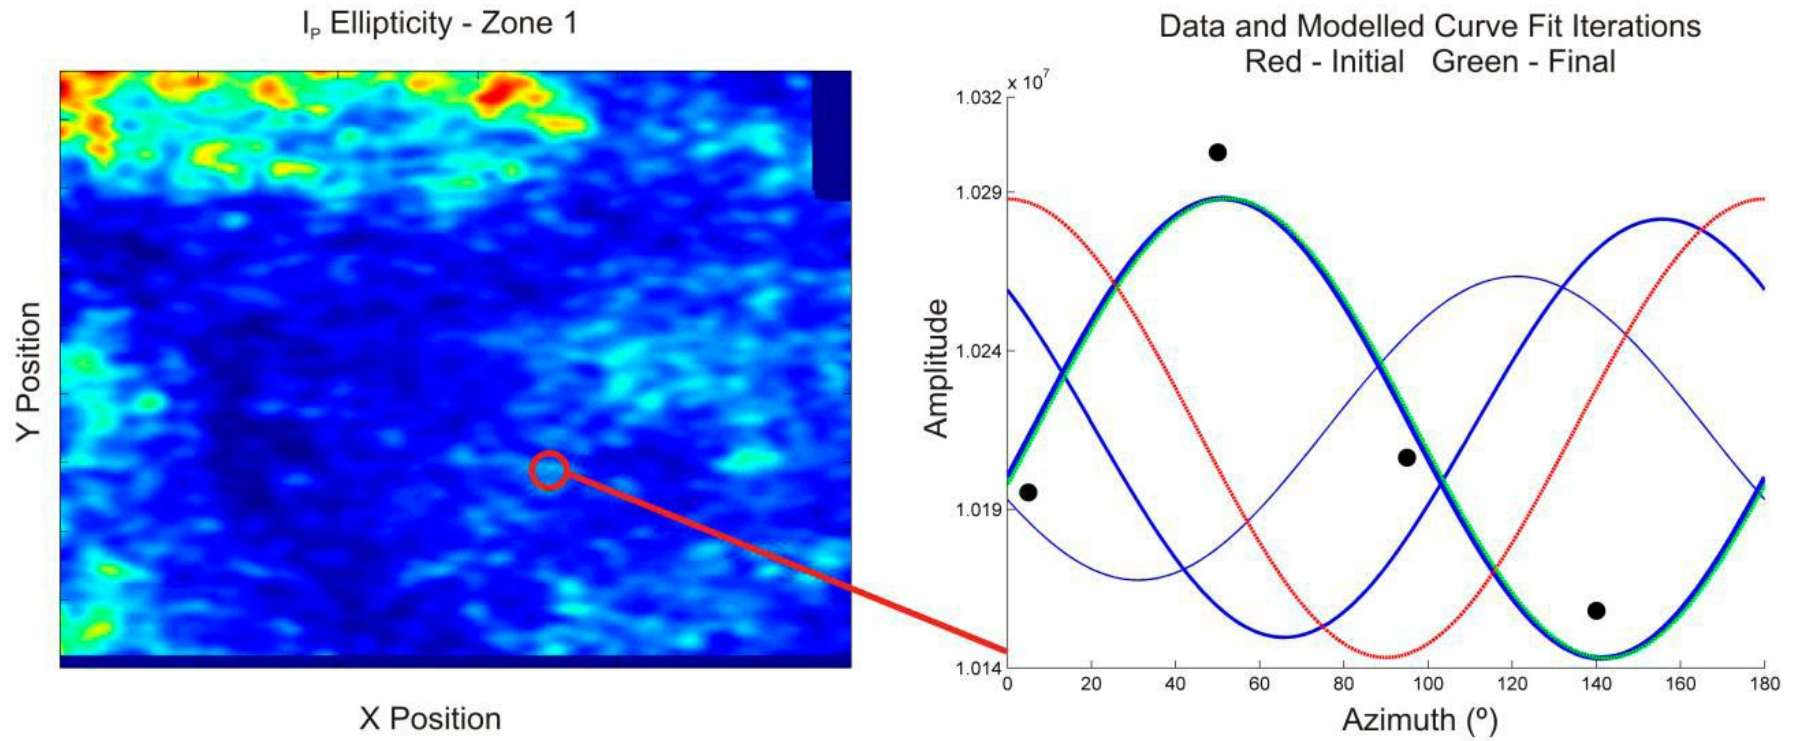 I_P Ellipticity - Zone 1
Y Position
X Position
Data and Modelled Curve Fit Iterations
Red - Initial Green - Final
x 10^7
1.032
1.029
1.024
1.019
1.014
Amplitude
0 20 40 60 80 100 120 140 160 180
Azimuth (º)